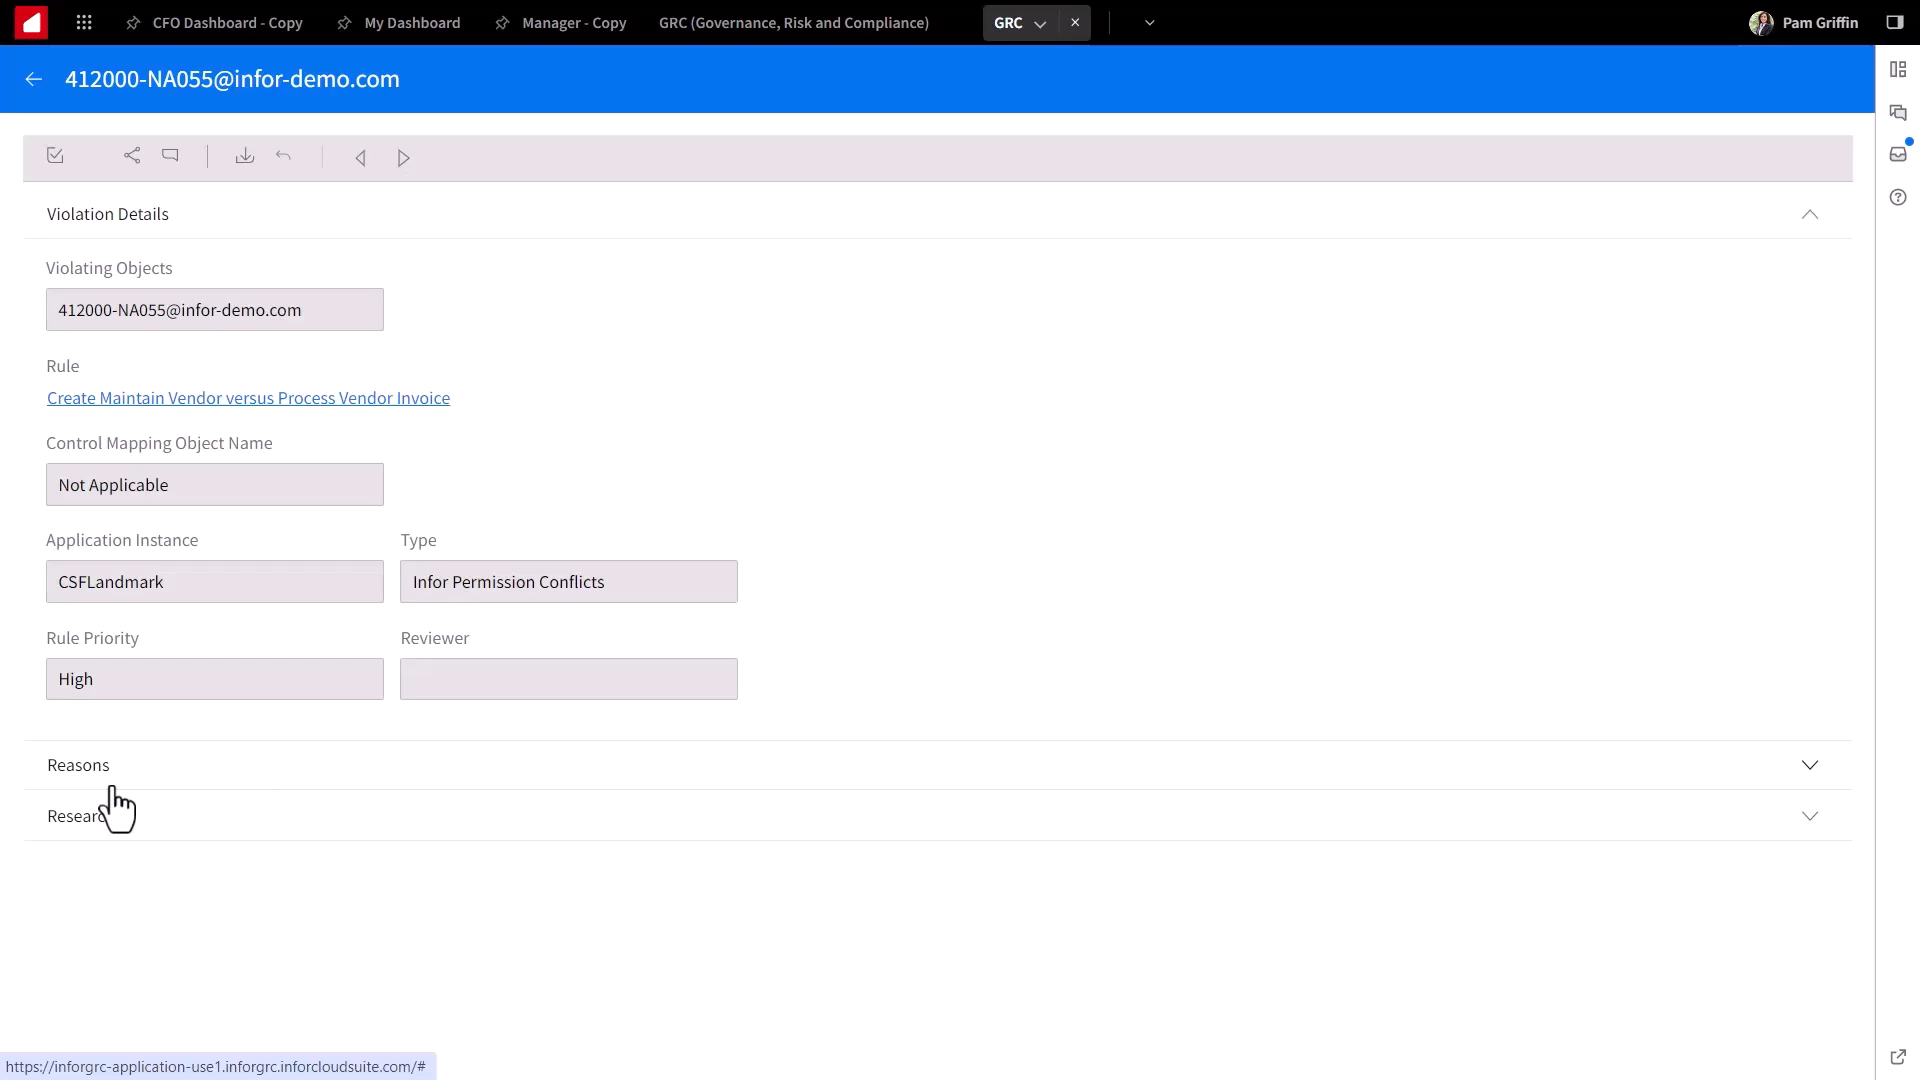 CFO Dashboard - Copy
My Dashboard
Manager - Copy
GRC (Governance, Risk and Compliance)
GRC
Pam Griffin
412000-NA055@infor-demo.com
Violation Details
Violating Objects
412000-NA055@infor-demo.com
Rule
Create Maintain Vendor versus Process Vendor Invoice
Control Mapping Object Name
Not Applicable
Application Instance
Type
CSFLandmark
Infor Permission Conflicts
Rule Priority
Reviewer
High
Reasons
https://inforgrc-application-use1.inforgrc.inforcloudsuite.com/#